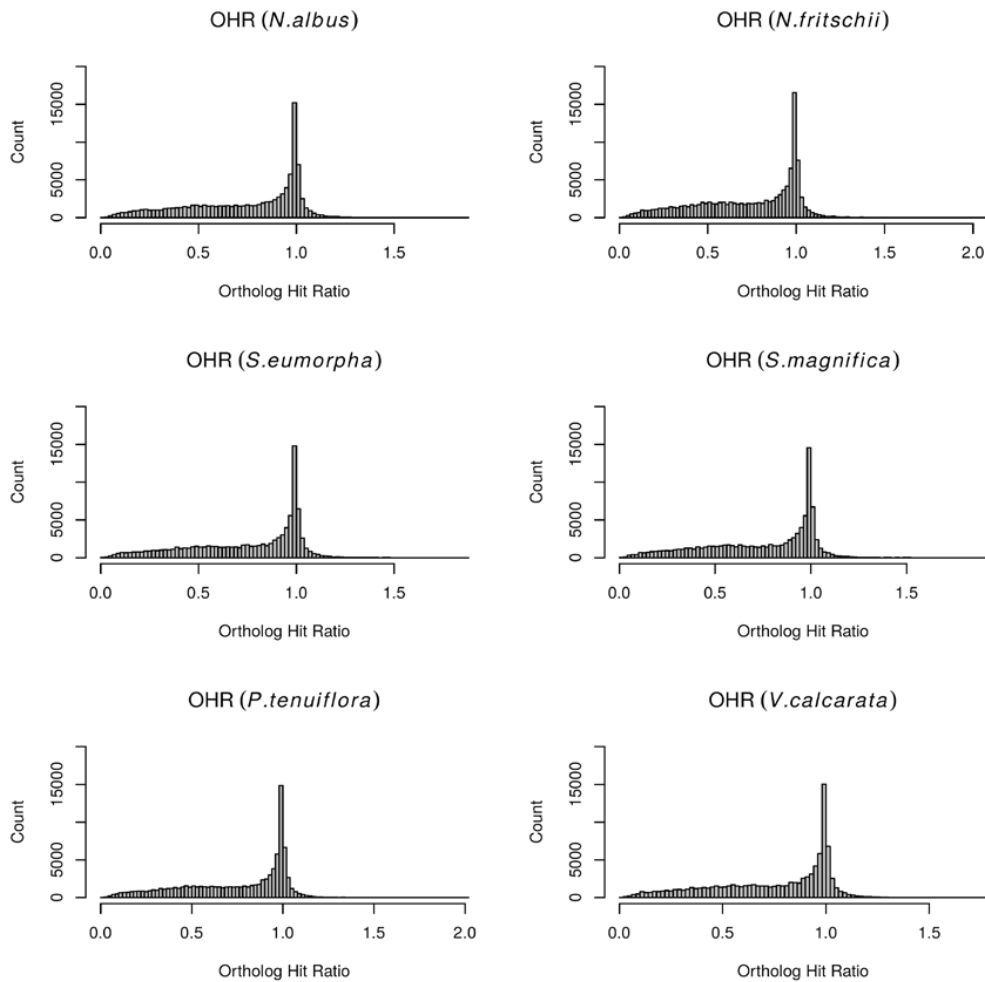 OHR (N.albus)
Count
0 5000 15000
0.0 0.5 1.0 1.5
Ortholog Hit Ratio
OHR (N.fritschii)
Count
0 5000 15000
0.0 0.5 1.0 1.5 2.0
Ortholog Hit Ratio
OHR (S.eumorpha)
Count
0 5000 15000
0.0 0.5 1.0 1.5
Ortholog Hit Ratio
OHR (S.magnifica)
Count
0 5000 15000
0.0 0.5 1.0 1.5
Ortholog Hit Ratio
OHR (P.tenuiflora)
Count
0 5000 15000
0.0 0.5 1.0 1.5 2.0
Ortholog Hit Ratio
OHR (V.calcarata)
Count
0 5000 15000
0.0 0.5 1.0 1.5
Ortholog Hit Ratio